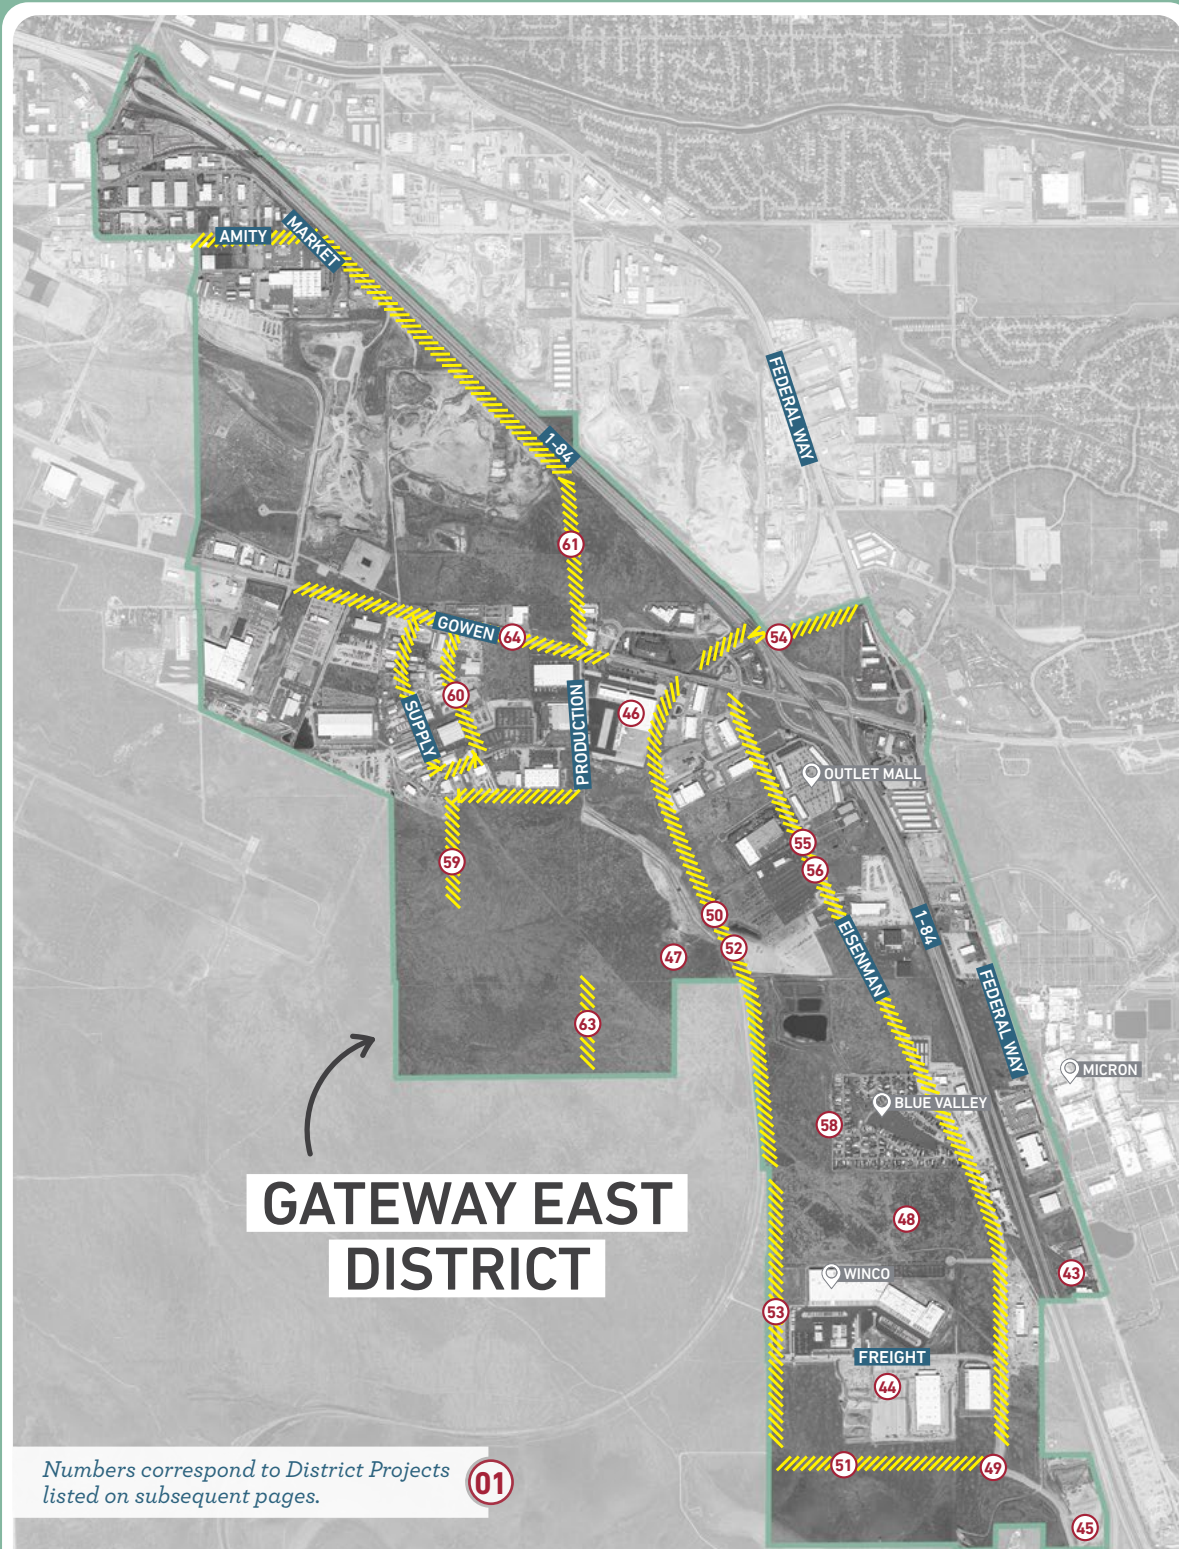 AMITY
MARKET
FEDERAL WAY
1-84
61
GOWEN
64
54
60
SUPPLY
PRODUCTION
46
OUTLET MALL
55
56
59
50
52
47
EISENMAN
1-84
FEDERAL WAY
63
MICRON
BLUE VALLEY
58
GATEWAY EAST
DISTRICT
48
43
WINCO
53
FREIGHT
44
51
49
45
Numbers correspond to District Projects
listed on subsequent pages.
01